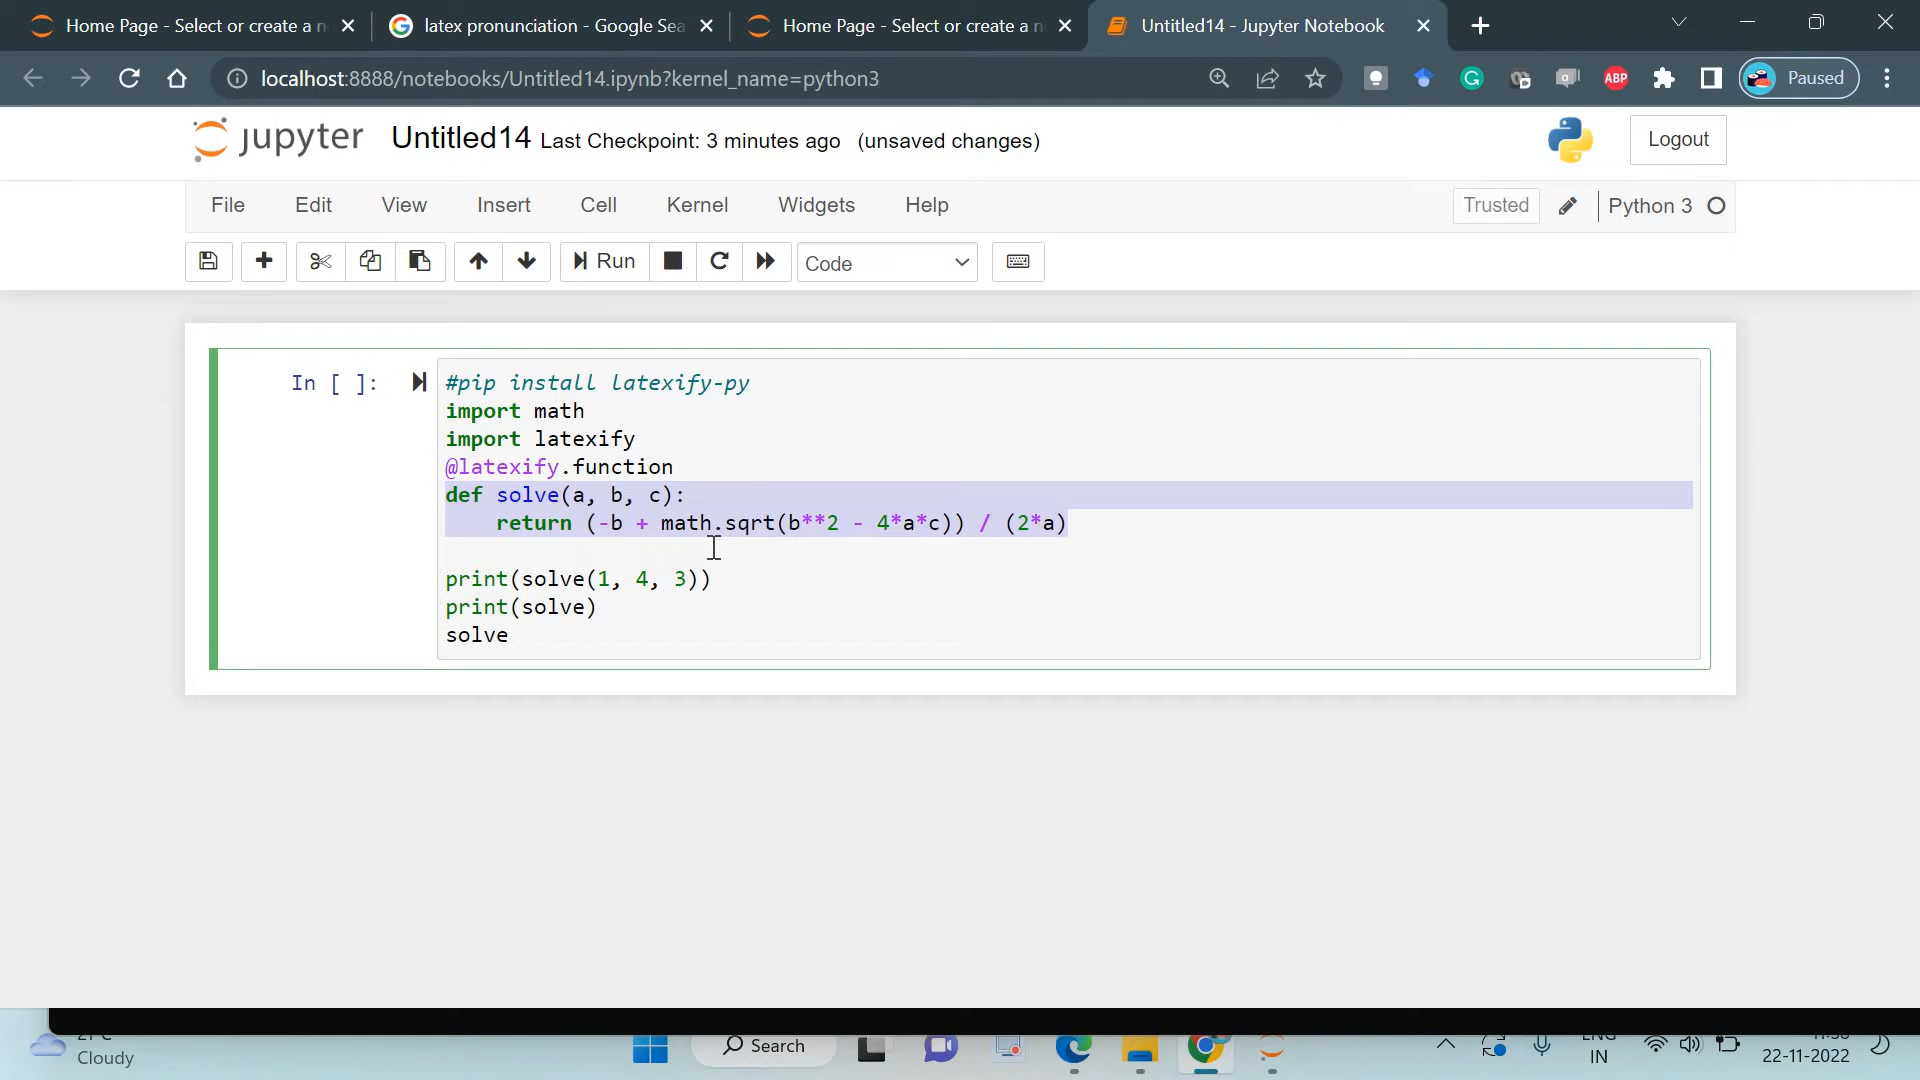 Home Page - Select or create a n
latex pronunciation - Google Sea
Home Page - Select or create a n
Untitled14 - Jupyter Notebook
localhost:8888/notebooks/Untitled14.ipynb?kernel_name=python3
ABP
Paused
jupyter Untitled14 Last Checkpoint: 3 minutes ago (unsaved changes)
Logout
File Edit View Insert Cell Kernel Widgets Help
Trusted
Python 3
Run
Code
In [ ]:
#pip install latexify-py
import math
import latexify
@latexify.function
def solve(a, b, c):
    return (-b + math.sqrt(b**2 - 4*a*c)) / (2*a)
print(solve(1, 4, 3))
print(solve)
solve
21°C
Cloudy
Search
ENG
IN
22-11-2022